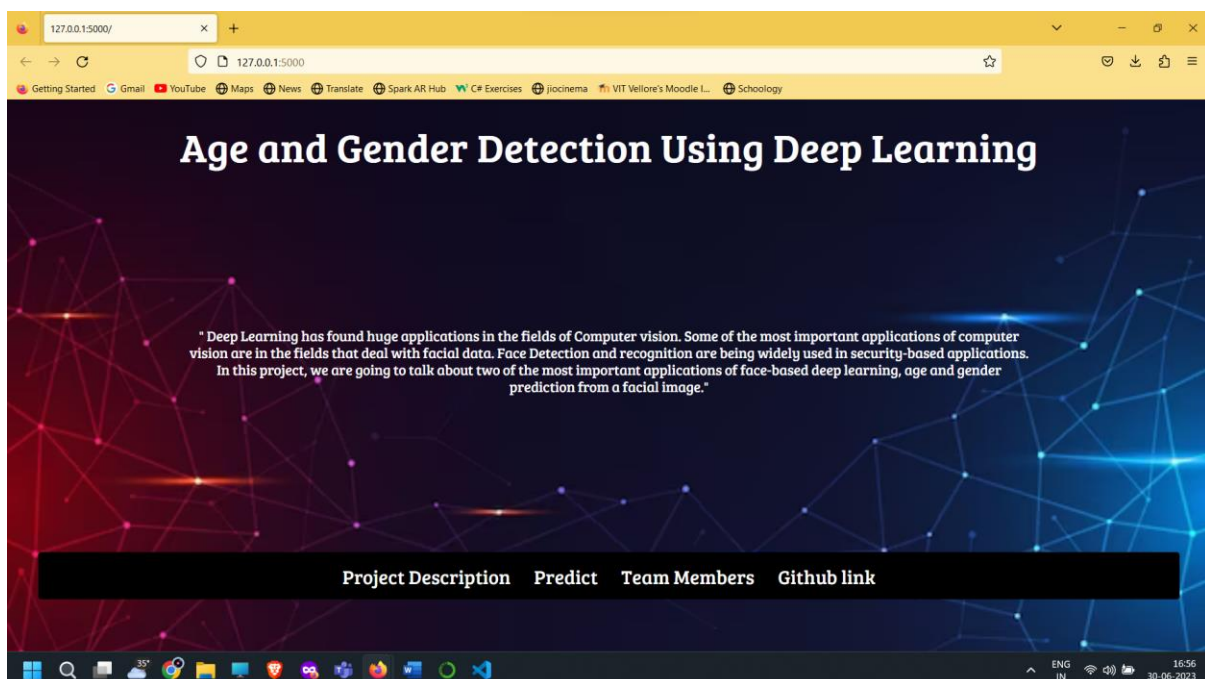 127.0.0.1:5000/
127.0.0.1:5000
Getting Started Gmail YouTube Maps News Translate Spark AR Hub C# Exercises jiocinema VIT Vellore's Moodle l... Schoology
Age and Gender Detection Using Deep Learning
" Deep Learning has found huge applications in the fields of Computer vision. Some of the most important applications of computer
vision are in the fields that deal with facial data. Face Detection and recognition are being widely used in security-based applications.
In this project, we are going to talk about two of the most important applications of face-based deep learning, age and gender
prediction from a facial image."
Project Description Predict Team Members Github link
35°
ENG
IN
16:56
30-06-2023